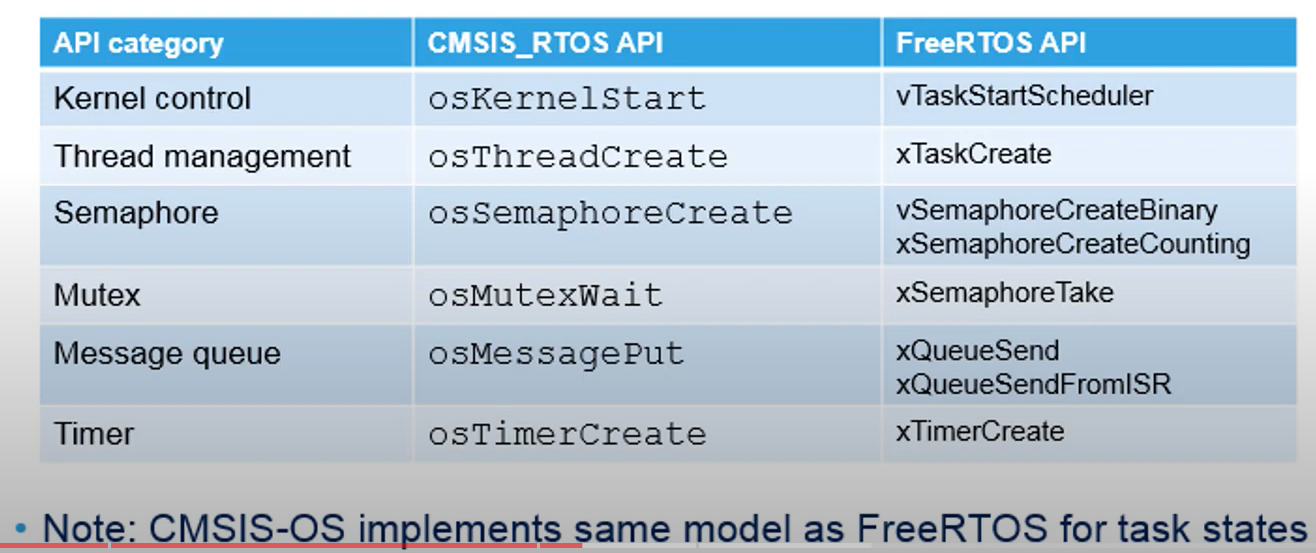 API category CMSIS_RTOS API FreeRTOS API
Kernel control osKernelStart vTaskStartScheduler
Thread management osThreadCreate xTaskCreate
Semaphore osSemaphoreCreate vSemaphoreCreateBinary
xSemaphoreCreateCounting
Mutex osMutexWait xSemaphoreTake
Message queue osMessagePut xQueueSend
xQueueSendFromISR
Timer osTimerCreate xTimerCreate
• Note: CMSIS-OS implements same model as FreeRTOS for task states